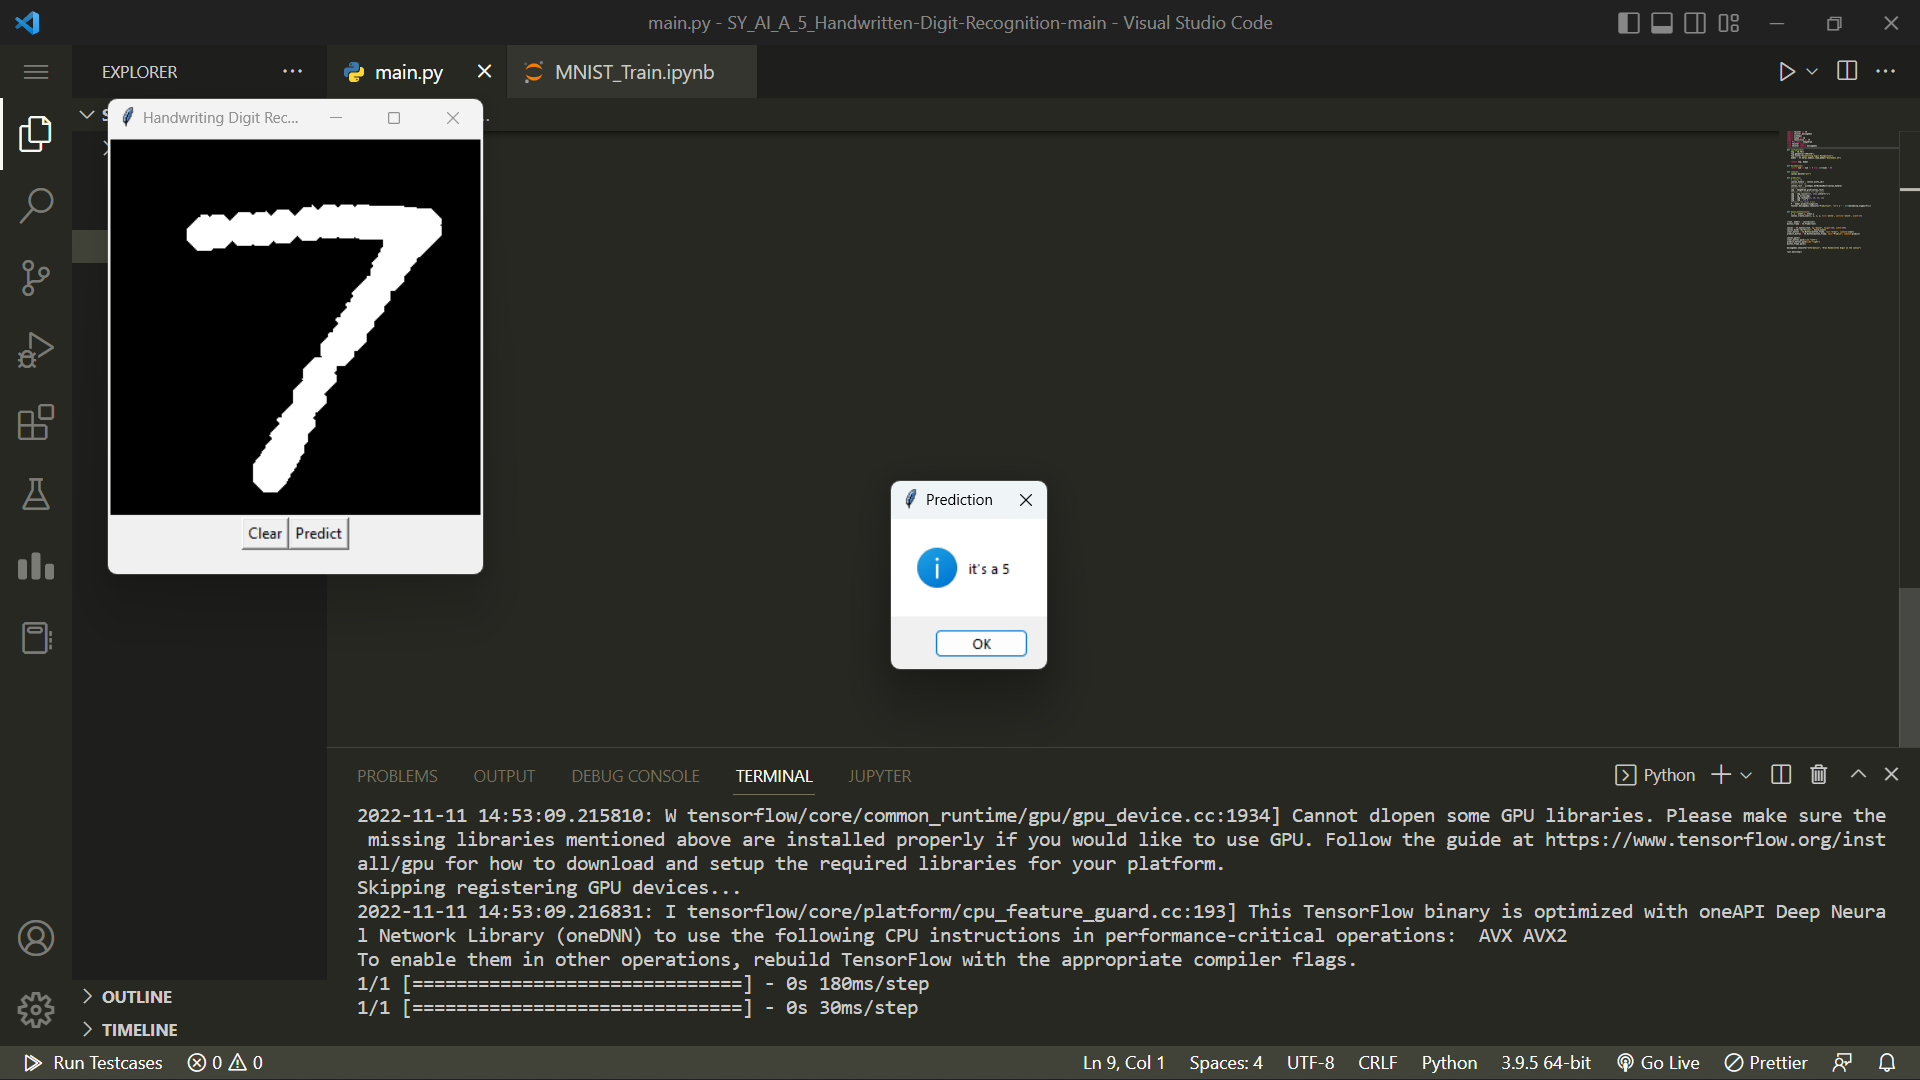 main.py - SY_AI_A_5_Handwritten-Digit-Recognition-main - Visual Studio Code
EXPLORER
main.py
MNIST_Train.ipynb
Handwriting Digit Rec...
7
Clear
Predict
Prediction
it's a 5
OK
PROBLEMS
OUTPUT
DEBUG CONSOLE
TERMINAL
JUPYTER
Python
2022-11-11 14:53:09.215810: W tensorflow/core/common_runtime/gpu/gpu_device.cc:1934] Cannot dlopen some GPU libraries. Please make sure the
missing libraries mentioned above are installed properly if you would like to use GPU. Follow the guide at https://www.tensorflow.org/inst
all/gpu for how to download and setup the required libraries for your platform.
Skipping registering GPU devices...
2022-11-11 14:53:09.216831: I tensorflow/core/platform/cpu_feature_guard.cc:193] This TensorFlow binary is optimized with oneAPI Deep Neura
l Network Library (oneDNN) to use the following CPU instructions in performance-critical operations:  AVX AVX2
To enable them in other operations, rebuild TensorFlow with the appropriate compiler flags.
1/1 [==============================] - 0s 180ms/step
1/1 [==============================] - 0s 30ms/step
OUTLINE
TIMELINE
Run Testcases
0
0
Ln 9, Col 1
Spaces: 4
UTF-8
CRLF
Python
3.9.5 64-bit
Go Live
Prettier